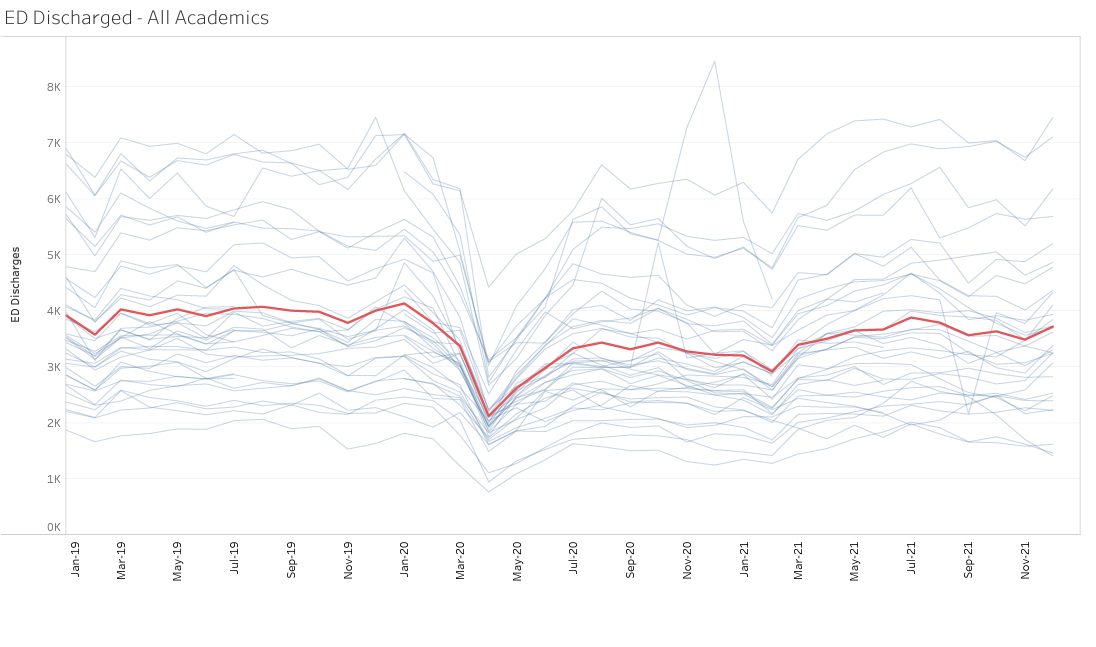 ED Discharged - All Academics
ED Discharges
8K
7K
6K
5K
4K
3K
2K
1K
0K
Jan-19
Mar-19
May-19
Jul-19
Sep-19
Nov-19
Jan-20
Mar-20
May-20
Jul-20
Sep-20
Nov-20
Jan-21
Mar-21
May-21
Jul-21
Sep-21
Nov-21